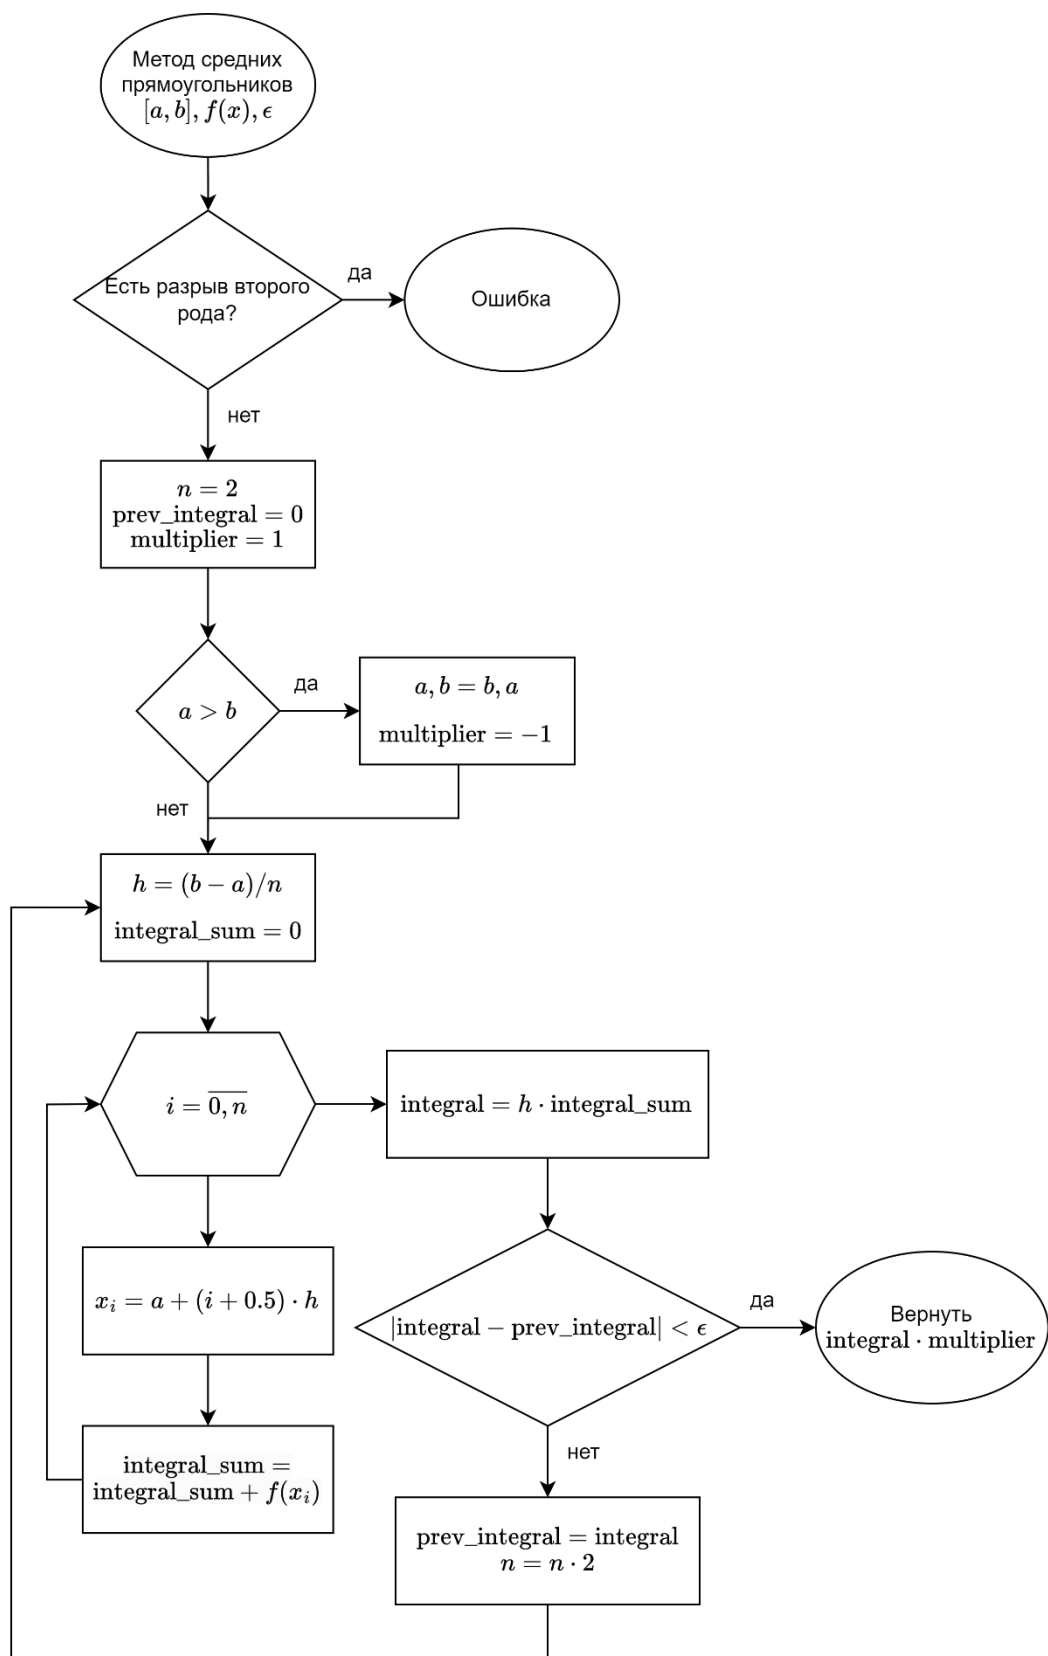 Метод средних
прямоугольников
[a, b], f(x), ϵ
Есть разрыв второго
рода?
да
Ошибка
нет
n = 2
prev_integral = 0
multiplier = 1
a > b
да
a, b = b, a
multiplier = −1
нет
h = (b − a)/n
integral_sum = 0
i = \overline{0, n}
integral = h · integral_sum
x_i = a + (i + 0.5) · h
|integral − prev_integral| < ϵ
да
Вернуть
integral · multiplier
integral_sum =
integral_sum + f(x_i)
нет
prev_integral = integral
n = n · 2